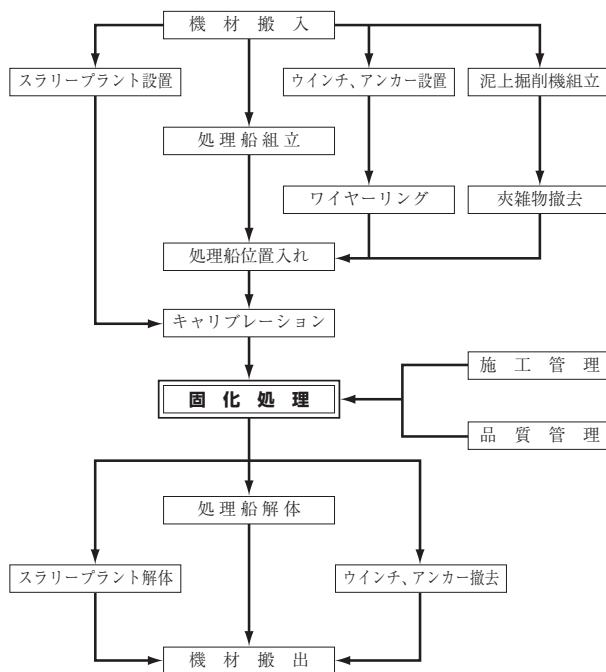 機材搬入
スラリープラント設置
ウインチ、アンカー設置
泥上掘削機組立
処理船組立
ワイヤーリング
夾雑物撤去
処理船位置入れ
キャリブレーション
施工管理
固化処理
品質管理
処理船解体
スラリープラント解体
ウインチ、アンカー撤去
機材搬出